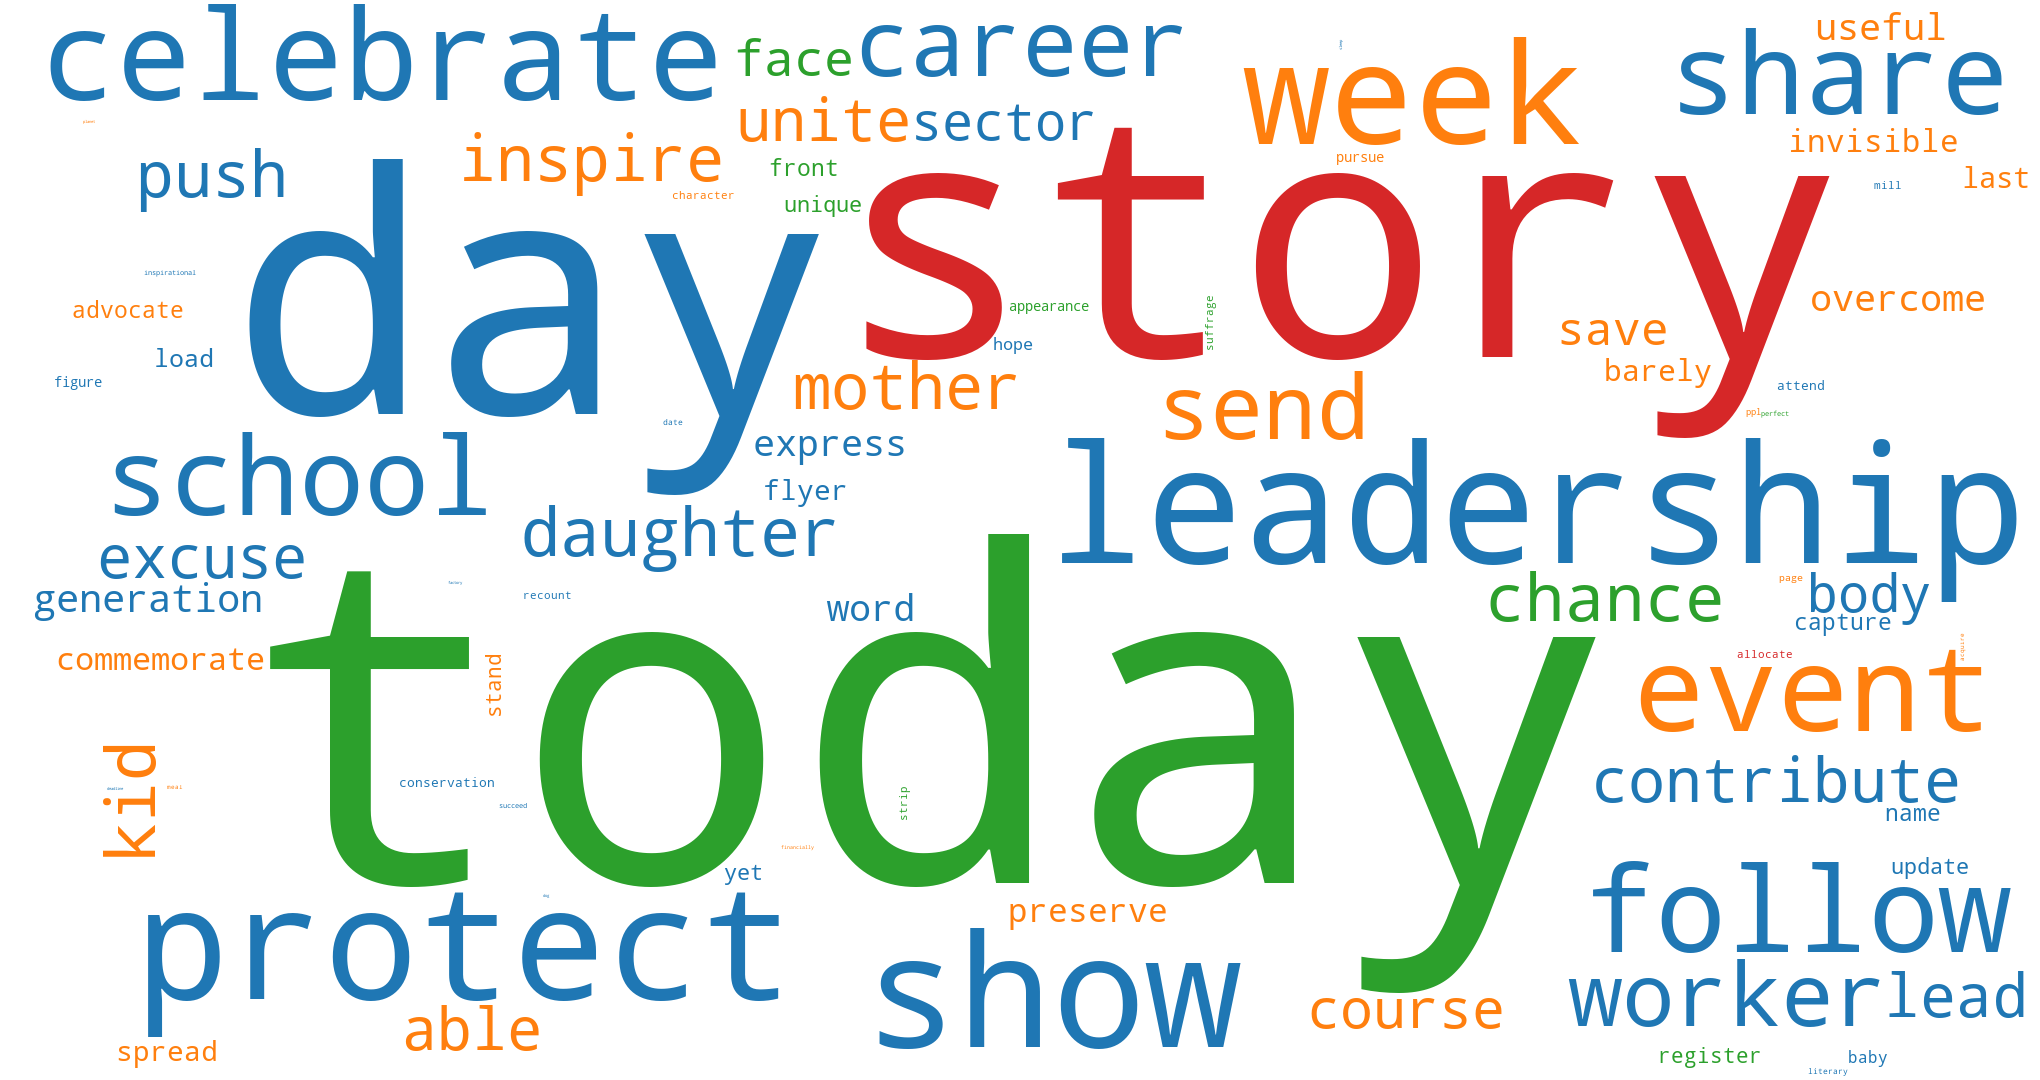 celebrate
face
career
week
useful
share
unite
sector
inspire
push
front
pursue
invisible
last
mill
character
unique
day
story
inspirational
advocate
appearance
suffrage
overcome
save
hope
load
figure
barely
attend
mother
send
ppl
perfect
date
express
school
leadership
flyer
daughter
excuse
today
generation
recount
word
chance
page
body
capture
commemorate
stand
allocate
acquire
event
kid
conservation
contribute
strip
succeed
name
financially
yet
update
protect
preserve
show
follow
course
worker
lead
able
spread
register
baby
literary